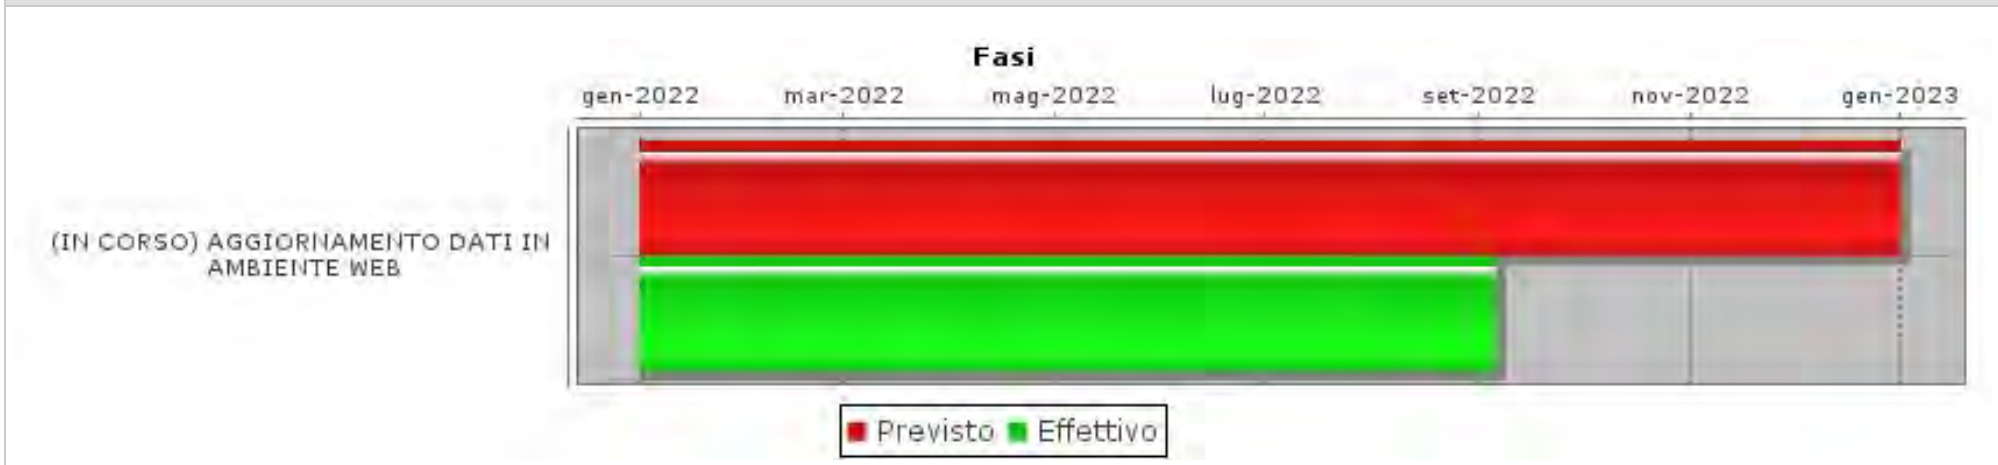 Fasi
gen-2022 mar-2022 mag-2022 lug-2022 set-2022 nov-2022 gen-2023
(IN CORSO) AGGIORNAMENTO DATI IN
AMBIENTE WEB
Previsto Effettivo